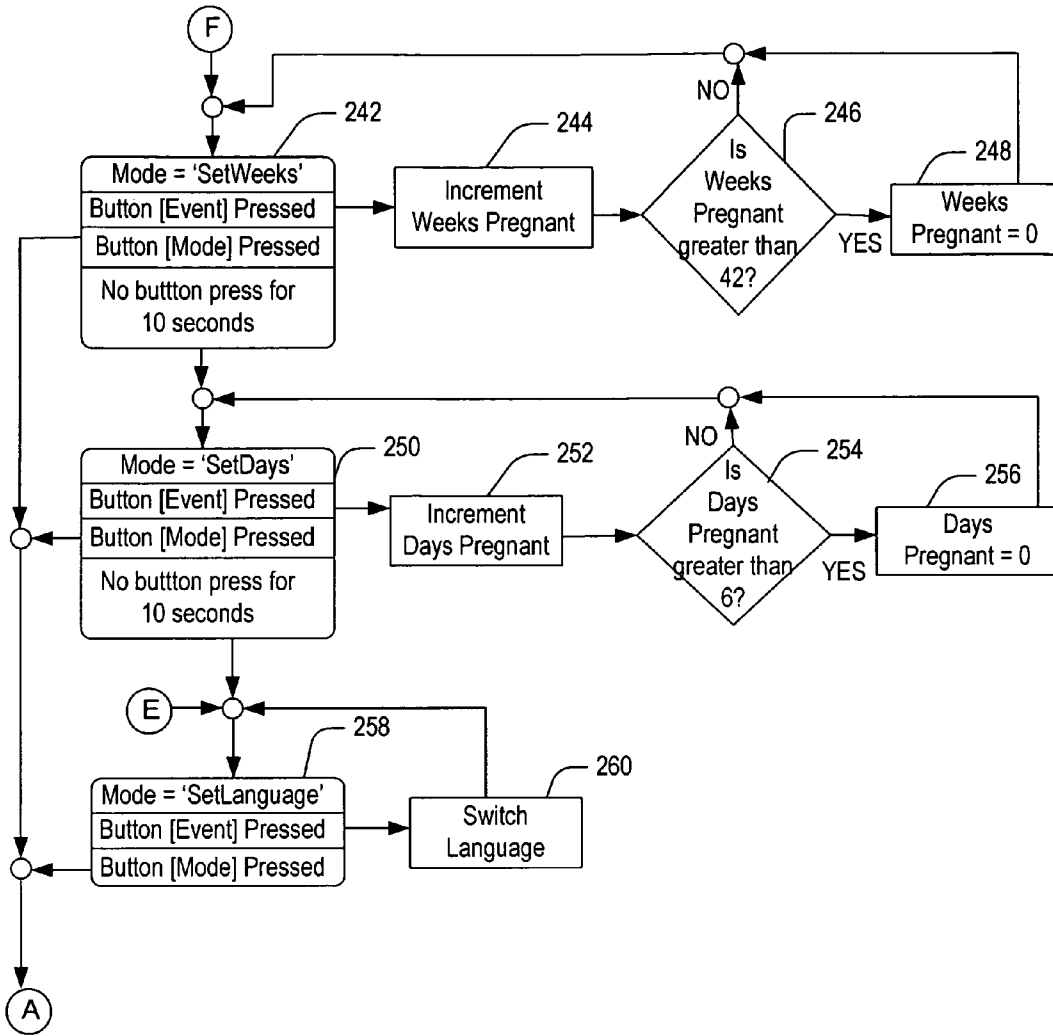 F
242
Mode = 'SetWeeks'
Button [Event] Pressed
Button [Mode] Pressed
No buttton press for
10 seconds
244
Increment
Weeks Pregnant
NO
246
Is
Weeks
Pregnant
greater than
42?
YES
248
Weeks
Pregnant = 0
250
Mode = 'SetDays'
Button [Event] Pressed
Button [Mode] Pressed
No buttton press for
10 seconds
252
Increment
Days Pregnant
NO
254
Is
Days
Pregnant
greater than
6?
YES
256
Days
Pregnant = 0
E
258
Mode = 'SetLanguage'
Button [Event] Pressed
Button [Mode] Pressed
260
Switch
Language
A